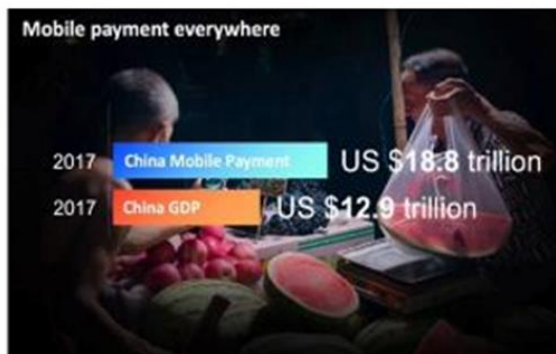 Mobile payment everywhere
2017 China Mobile Payment US $18.8 trillion
2017 China GDP US $12.9 trillion